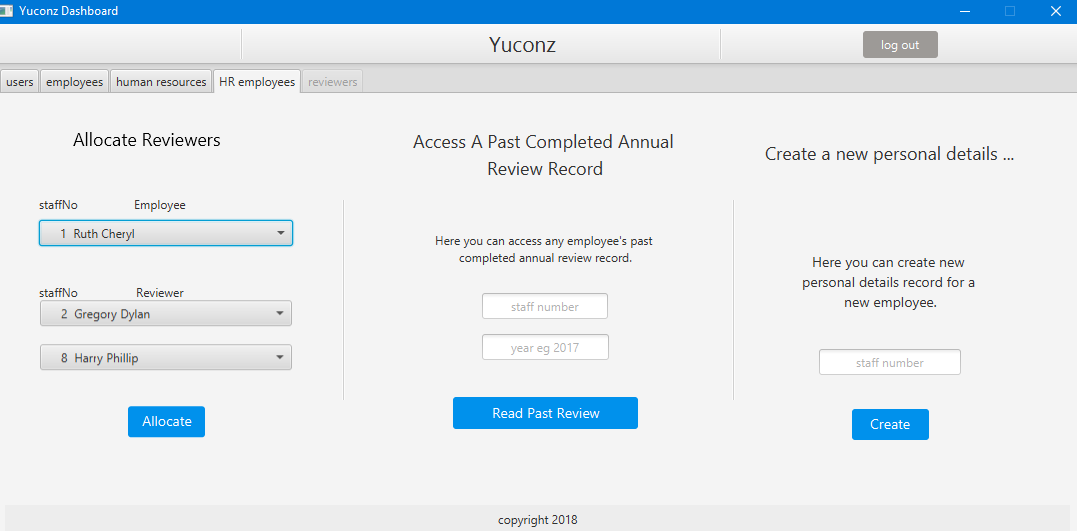 Yuconz Dashboard
Yuconz
log out
users employees human resources HR employees reviewers
Allocate Reviewers
staffNo Employee
1 Ruth Cheryl
staffNo Reviewer
2 Gregory Dylan
8 Harry Phillip
Allocate
Access A Past Completed Annual
Review Record
Here you can access any employee's past
completed annual review record.
staff number
year eg 2017
Read Past Review
Create a new personal details ...
Here you can create new
personal details record for a
new employee.
staff number
Create
copyright 2018